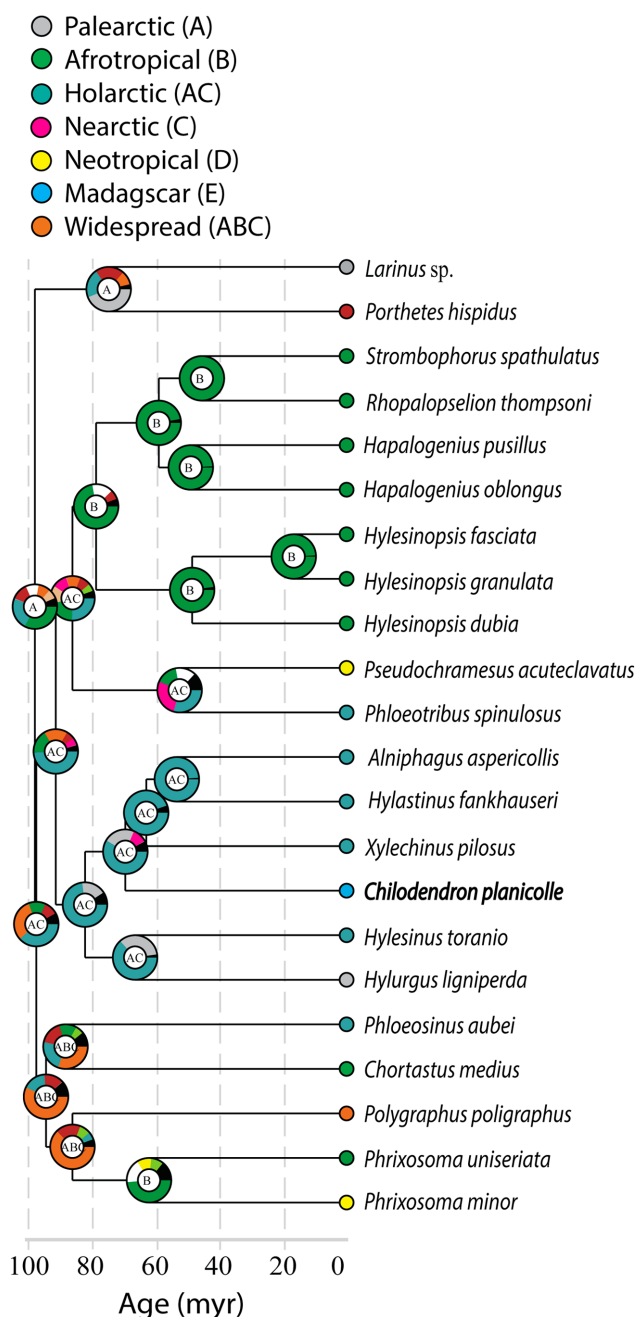 Palearctic (A)
Afrotropical (B)
Holarctic (AC)
Nearctic (C)
Neotropical (D)
Madagscar (E)
Widespread (ABC)
Larinus sp.
A
Porthetes hispidus
Strombophorus spathulatus
B
Rhopalopselion thompsoni
B
Hapalogenius pusillus
B
Hapalogenius oblongus
B
Hylesinopsis fasciata
B
Hylesinopsis granulata
B
A
AC
Hylesinopsis dubia
Pseudochramesus acuteclavatus
AC
Phloeotribus spinulosus
AC
Alniphagus aspericollis
AC
Hylastinus fankhauseri
AC
Xylechinus pilosus
AC
Chilodendron planicolle
AC
AC
Hylesinus toranio
AC
Hylurgus ligniperda
Phloeosinus aubei
ABC
Chortastus medius
ABC
Polygraphus poligraphus
ABC
Phrixosoma uniseriata
B
Phrixosoma minor
100 80 60 40 20 0
Age (myr)